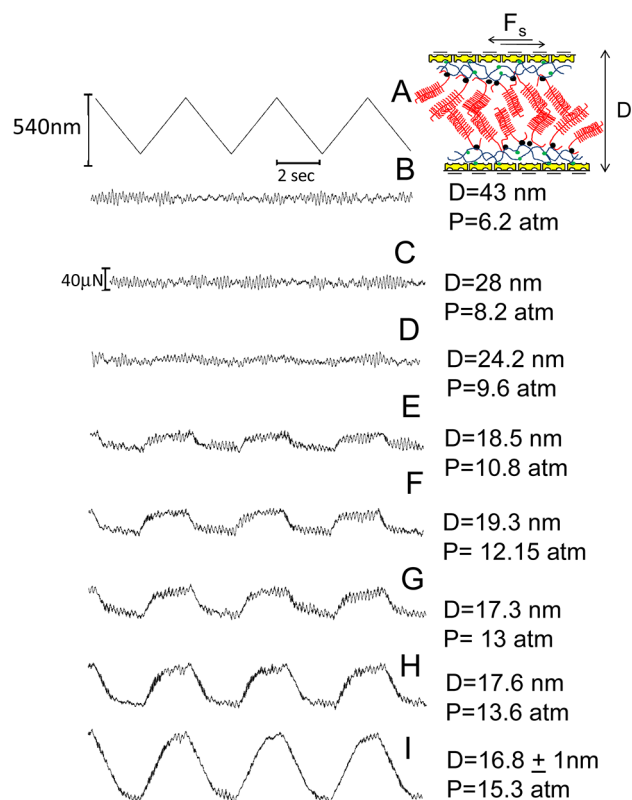 F s
A
D
540nm
2 sec
B
D=43 nm
P=6.2 atm
C
40µN
D=28 nm
P=8.2 atm
D
D=24.2 nm
P=9.6 atm
E
D=18.5 nm
P=10.8 atm
F
D=19.3 nm
P= 12.15 atm
G
D=17.3 nm
P= 13 atm
H
D=17.6 nm
P=13.6 atm
I
D=16.8 ± 1nm
P=15.3 atm